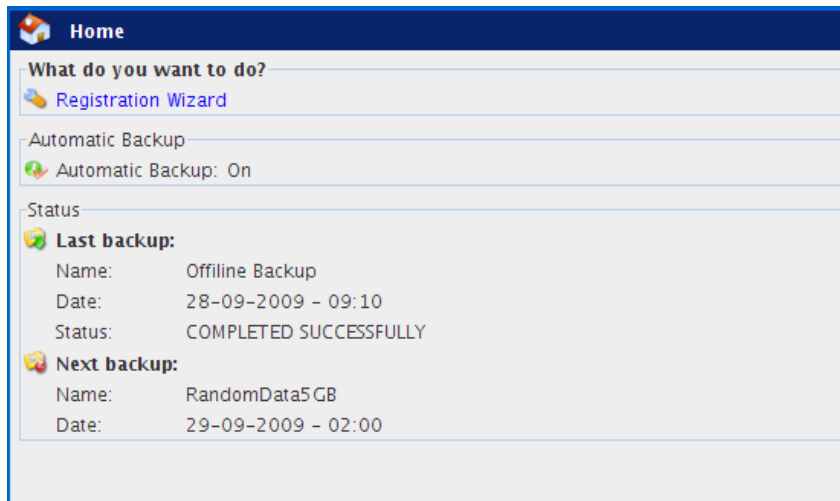 Home
What do you want to do?
Registration Wizard
Automatic Backup
Automatic Backup: On
Status
Last backup:
Name: Offiline Backup
Date: 28-09-2009 - 09:10
Status: COMPLETED SUCCESSFULLY
Next backup:
Name: RandomData5GB
Date: 29-09-2009 - 02:00